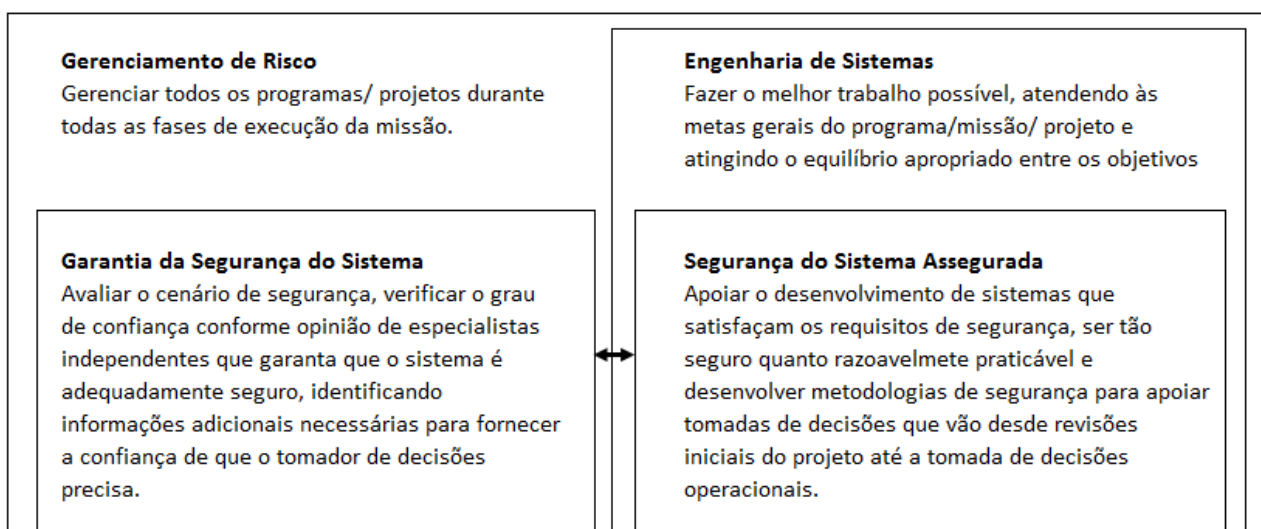 Gerenciamento de Risco
Gerenciar todos os programas/ projetos durante
todas as fases de execução da missão.
Engenharia de Sistemas
Fazer o melhor trabalho possível, atendendo às
metas gerais do programa/missão/ projeto e
atingindo o equilíbrio apropriado entre os objetivos
Garantia da Segurança do Sistema
Avaliar o cenário de segurança, verificar o grau
de confiança conforme opinião de especialistas
independentes que garanta que o sistema é
adequadamente seguro, identificando
informações adicionais necessárias para fornecer
a confiança de que o tomador de decisões
precisa.
Segurança do Sistema Assegurada
Apoiar o desenvolvimento de sistemas que
satisfaçam os requisitos de segurança, ser tão
seguro quanto razoavelmete praticável e
desenvolver metodologias de segurança para apoiar
tomadas de decisões que vão desde revisões
iniciais do projeto até a tomada de decisões
operacionais.